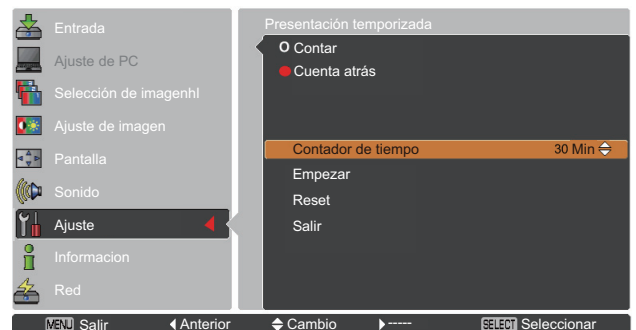 Entrada
Ajuste de PC
Selección de imagenhl
Ajuste de imagen
Pantalla
Sonido
Ajuste
Informacion
Red
Presentación temporizada
O Contar
Cuenta atrás
Contador de tiempo 30 Min
Empezar
Reset
Salir
MENU Salir Anterior Cambio ----- SELECT Seleccionar